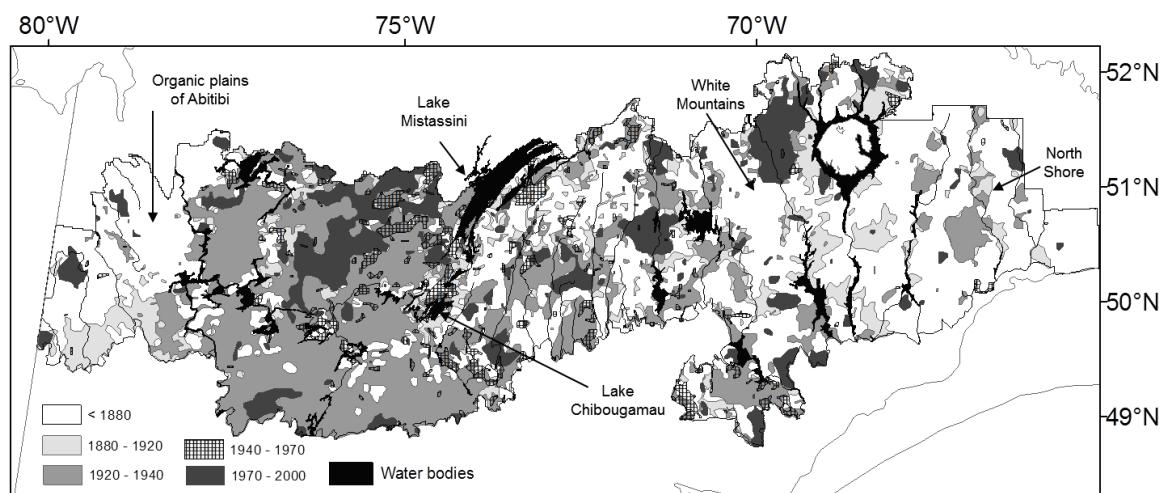 80°W
75°W
70°W
52°N
Organic plains
of Abitibi
Lake
Mistassini
White
Mountains
North
Shore
51°N
50°N
Lake
Chibougamau
49°N
< 1880
1880 - 1920
1940 - 1970
1920 - 1940
1970 - 2000
Water bodies